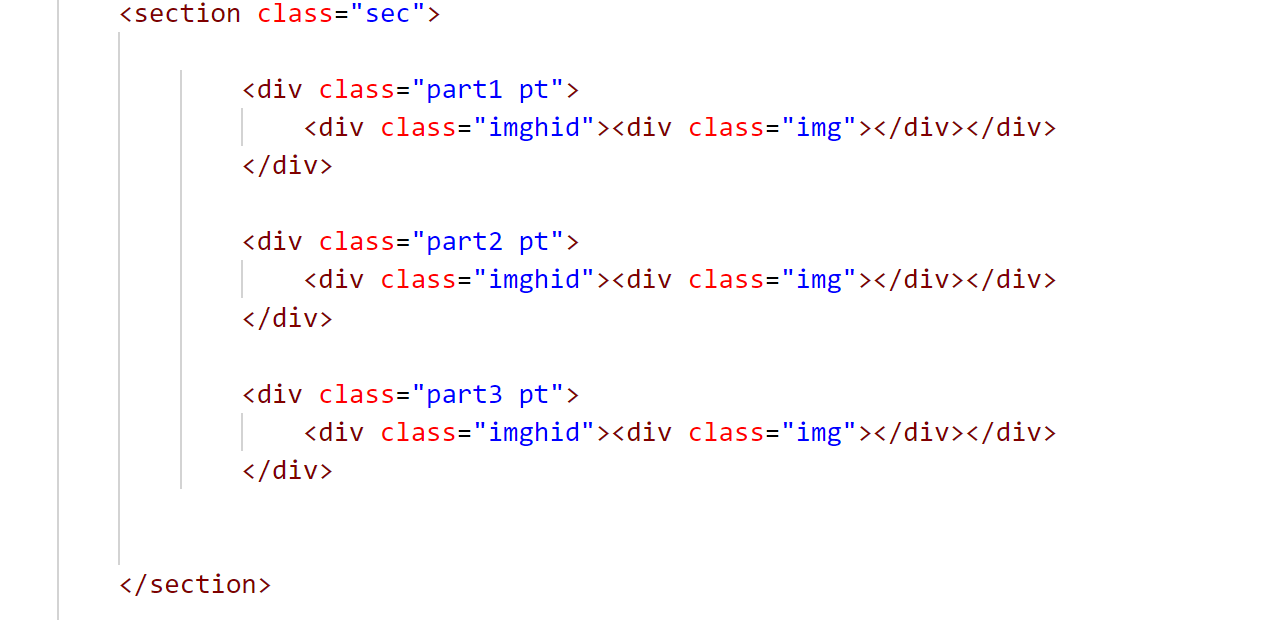 <section class="sec">
<div class="part1 pt">
<div class="imghid"><div class="img"></div></div>
</div>
<div class="part2 pt">
<div class="imghid"><div class="img"></div></div>
</div>
<div class="part3 pt">
<div class="imghid"><div class="img"></div></div>
</div>
</section>